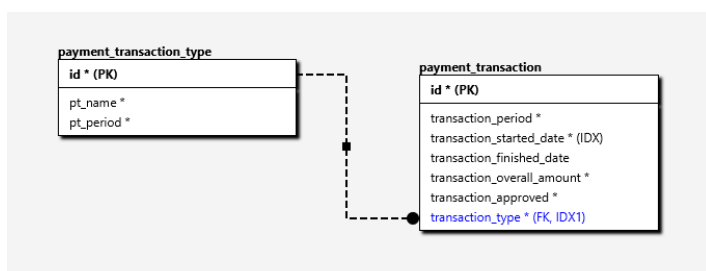 payment_transaction_type
id * (PK)
pt_name *
pt_period *
payment_transaction
id * (PK)
transaction_period *
transaction_started_date * (IDX)
transaction_finished_date
transaction_overall_amount *
transaction_approved *
transaction_type * (FK, IDX1)